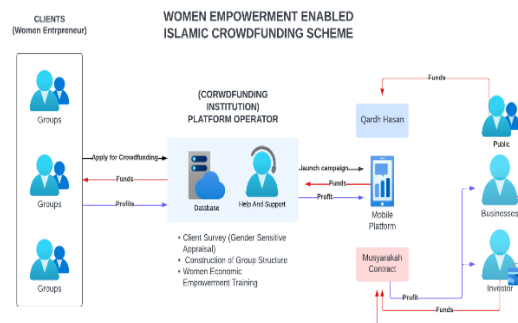 CLIENTS
(Women Entrpreneur)
WOMEN EMPOWERMENT ENABLED
ISLAMIC CROWDFUNDING SCHEME
Groups
Groups
Groups
Apply for Crowdfunding
Funds
Profits
(CORWDFUNDING
INSTITUTION)
PLATFORM OPERATOR
Database
Help And Support
• Client Survey (Gender Sensitive
Appraisal)
• Construction of Group Structure
• Women Economic
Empowerment Training
launch campaign
Funds
Profit
Funds
Qardh Hasan
Public
Mobile
Platform
Businesses
Musyarakah
Contract
Investor
Profit
Funds